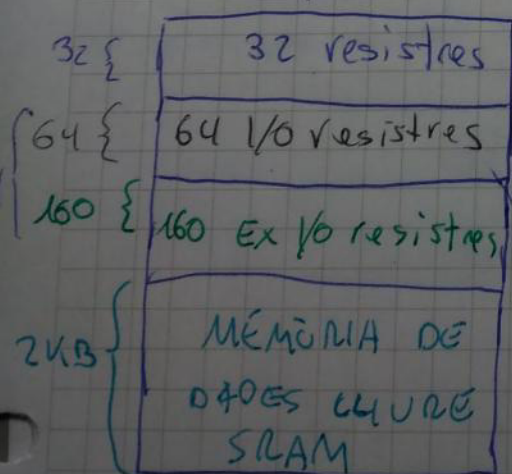 32 { 32 resistres
64 { 64 I/O resistres
160 { 160 Ex I/O resistres
2KB { MEMÒRIA DE
DADES LLIURE
SRAM